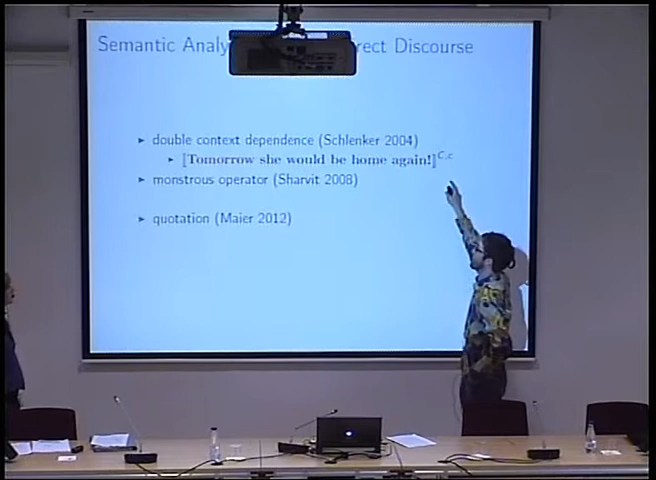 Semantic Analy rect Discourse
▸ double context dependence (Schlenker 2004)
▸ ⟦Tomorrow she would be home again!⟧^C,c
▸ monstrous operator (Sharvit 2008)
▸ quotation (Maier 2012)